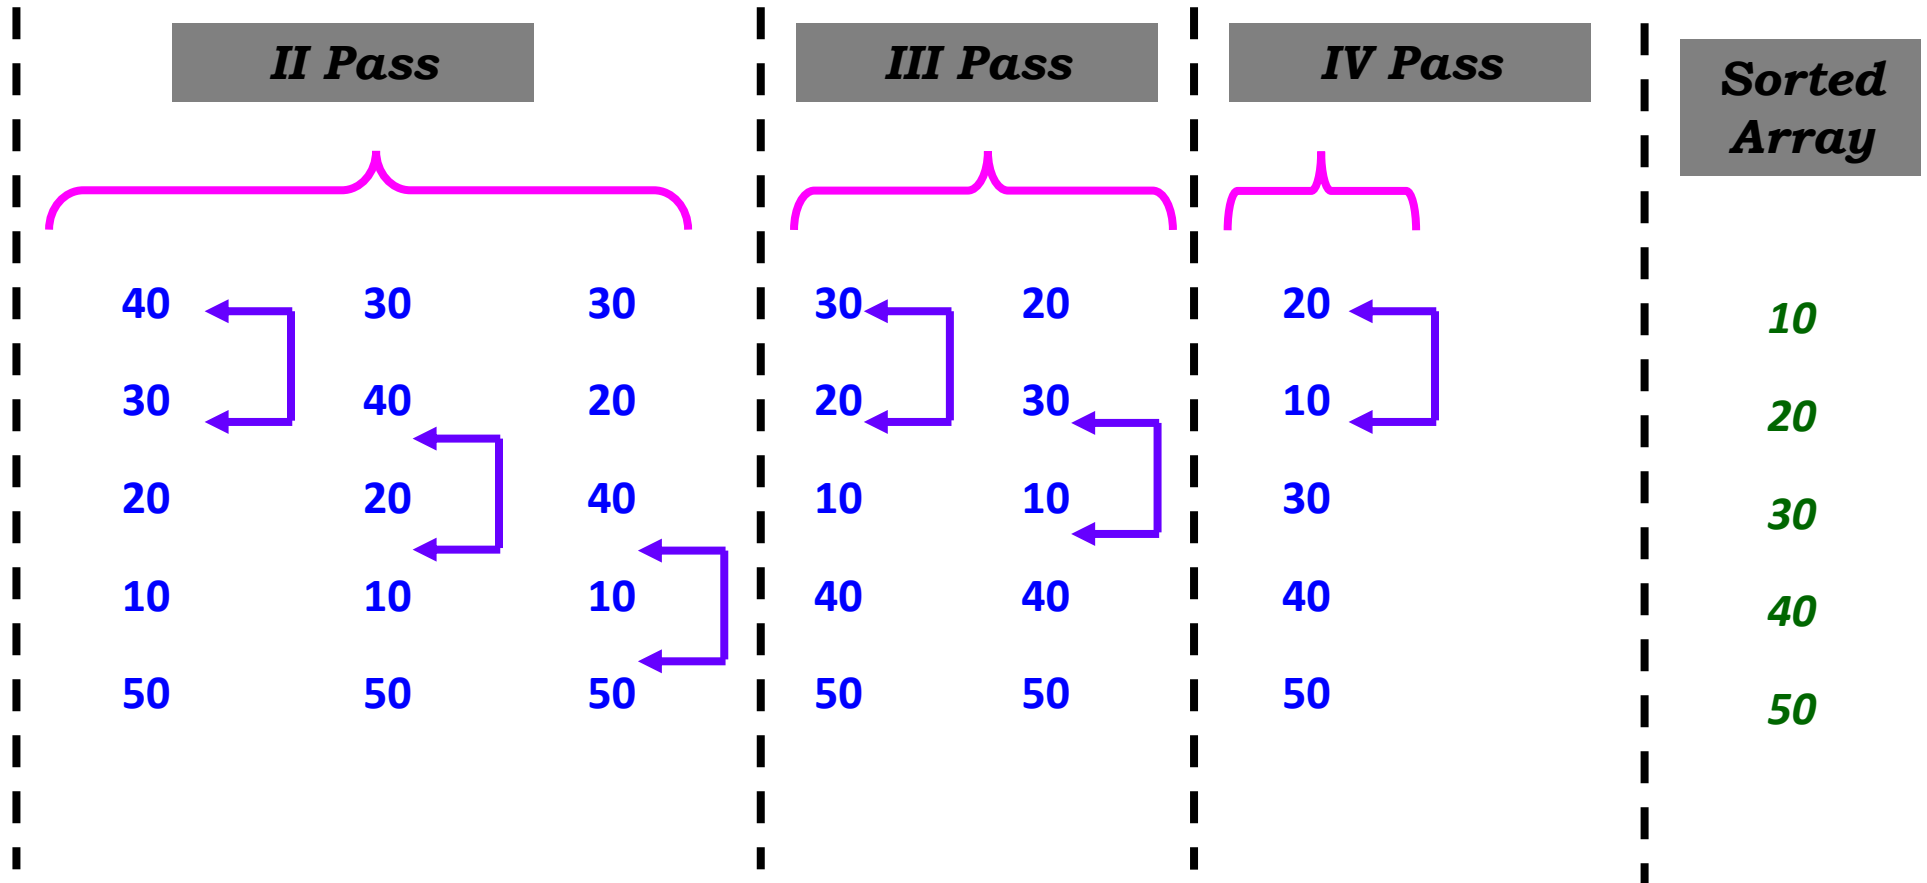 II Pass III Pass IV Pass
Sorted
Array
40 30 30 30 20 20 10
30 40 20 20 30 10 20
20 20 40 10 10 30 30
10 10 10 40 40 40 40
50 50 50 50 50 50 50